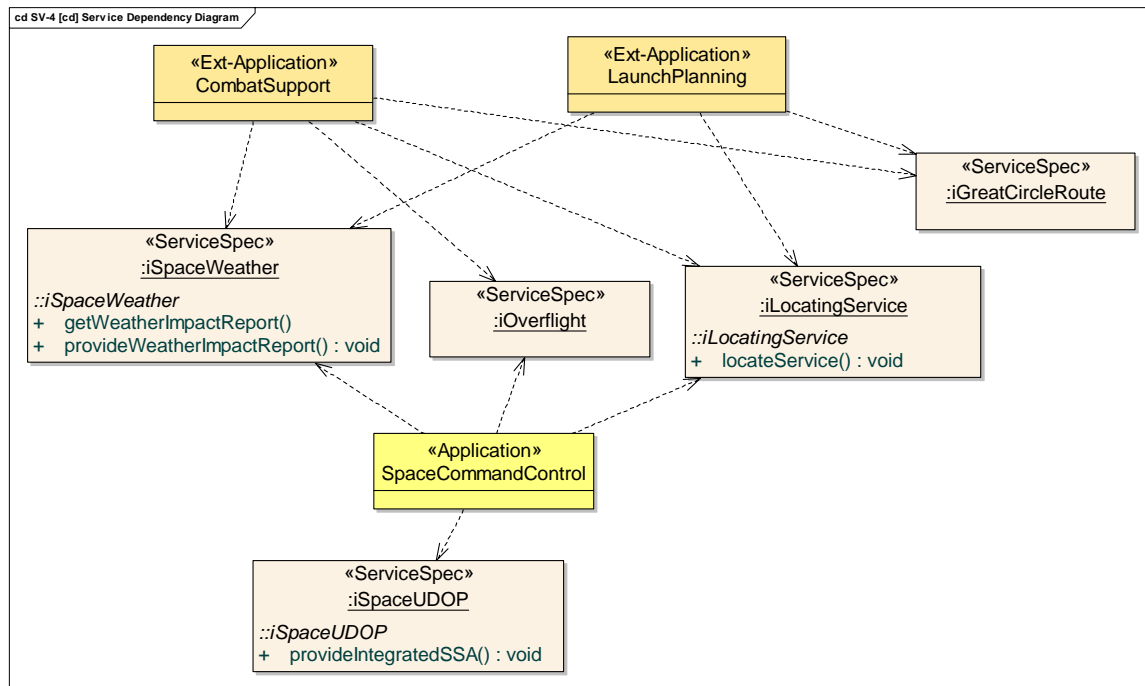 cd SV-4 [cd] Service Dependency Diagram
«Ext-Application»
CombatSupport
«Ext-Application»
LaunchPlanning
«ServiceSpec»
:iGreatCircleRoute
«ServiceSpec»
:iSpaceWeather
::iSpaceWeather
+ getWeatherImpactReport()
+ provideWeatherImpactReport() : void
«ServiceSpec»
:iOverflight
«ServiceSpec»
:iLocatingService
::iLocatingService
+ locateService() : void
«Application»
SpaceCommandControl
«ServiceSpec»
:iSpaceUDOP
::iSpaceUDOP
+ provideIntegratedSSA() : void